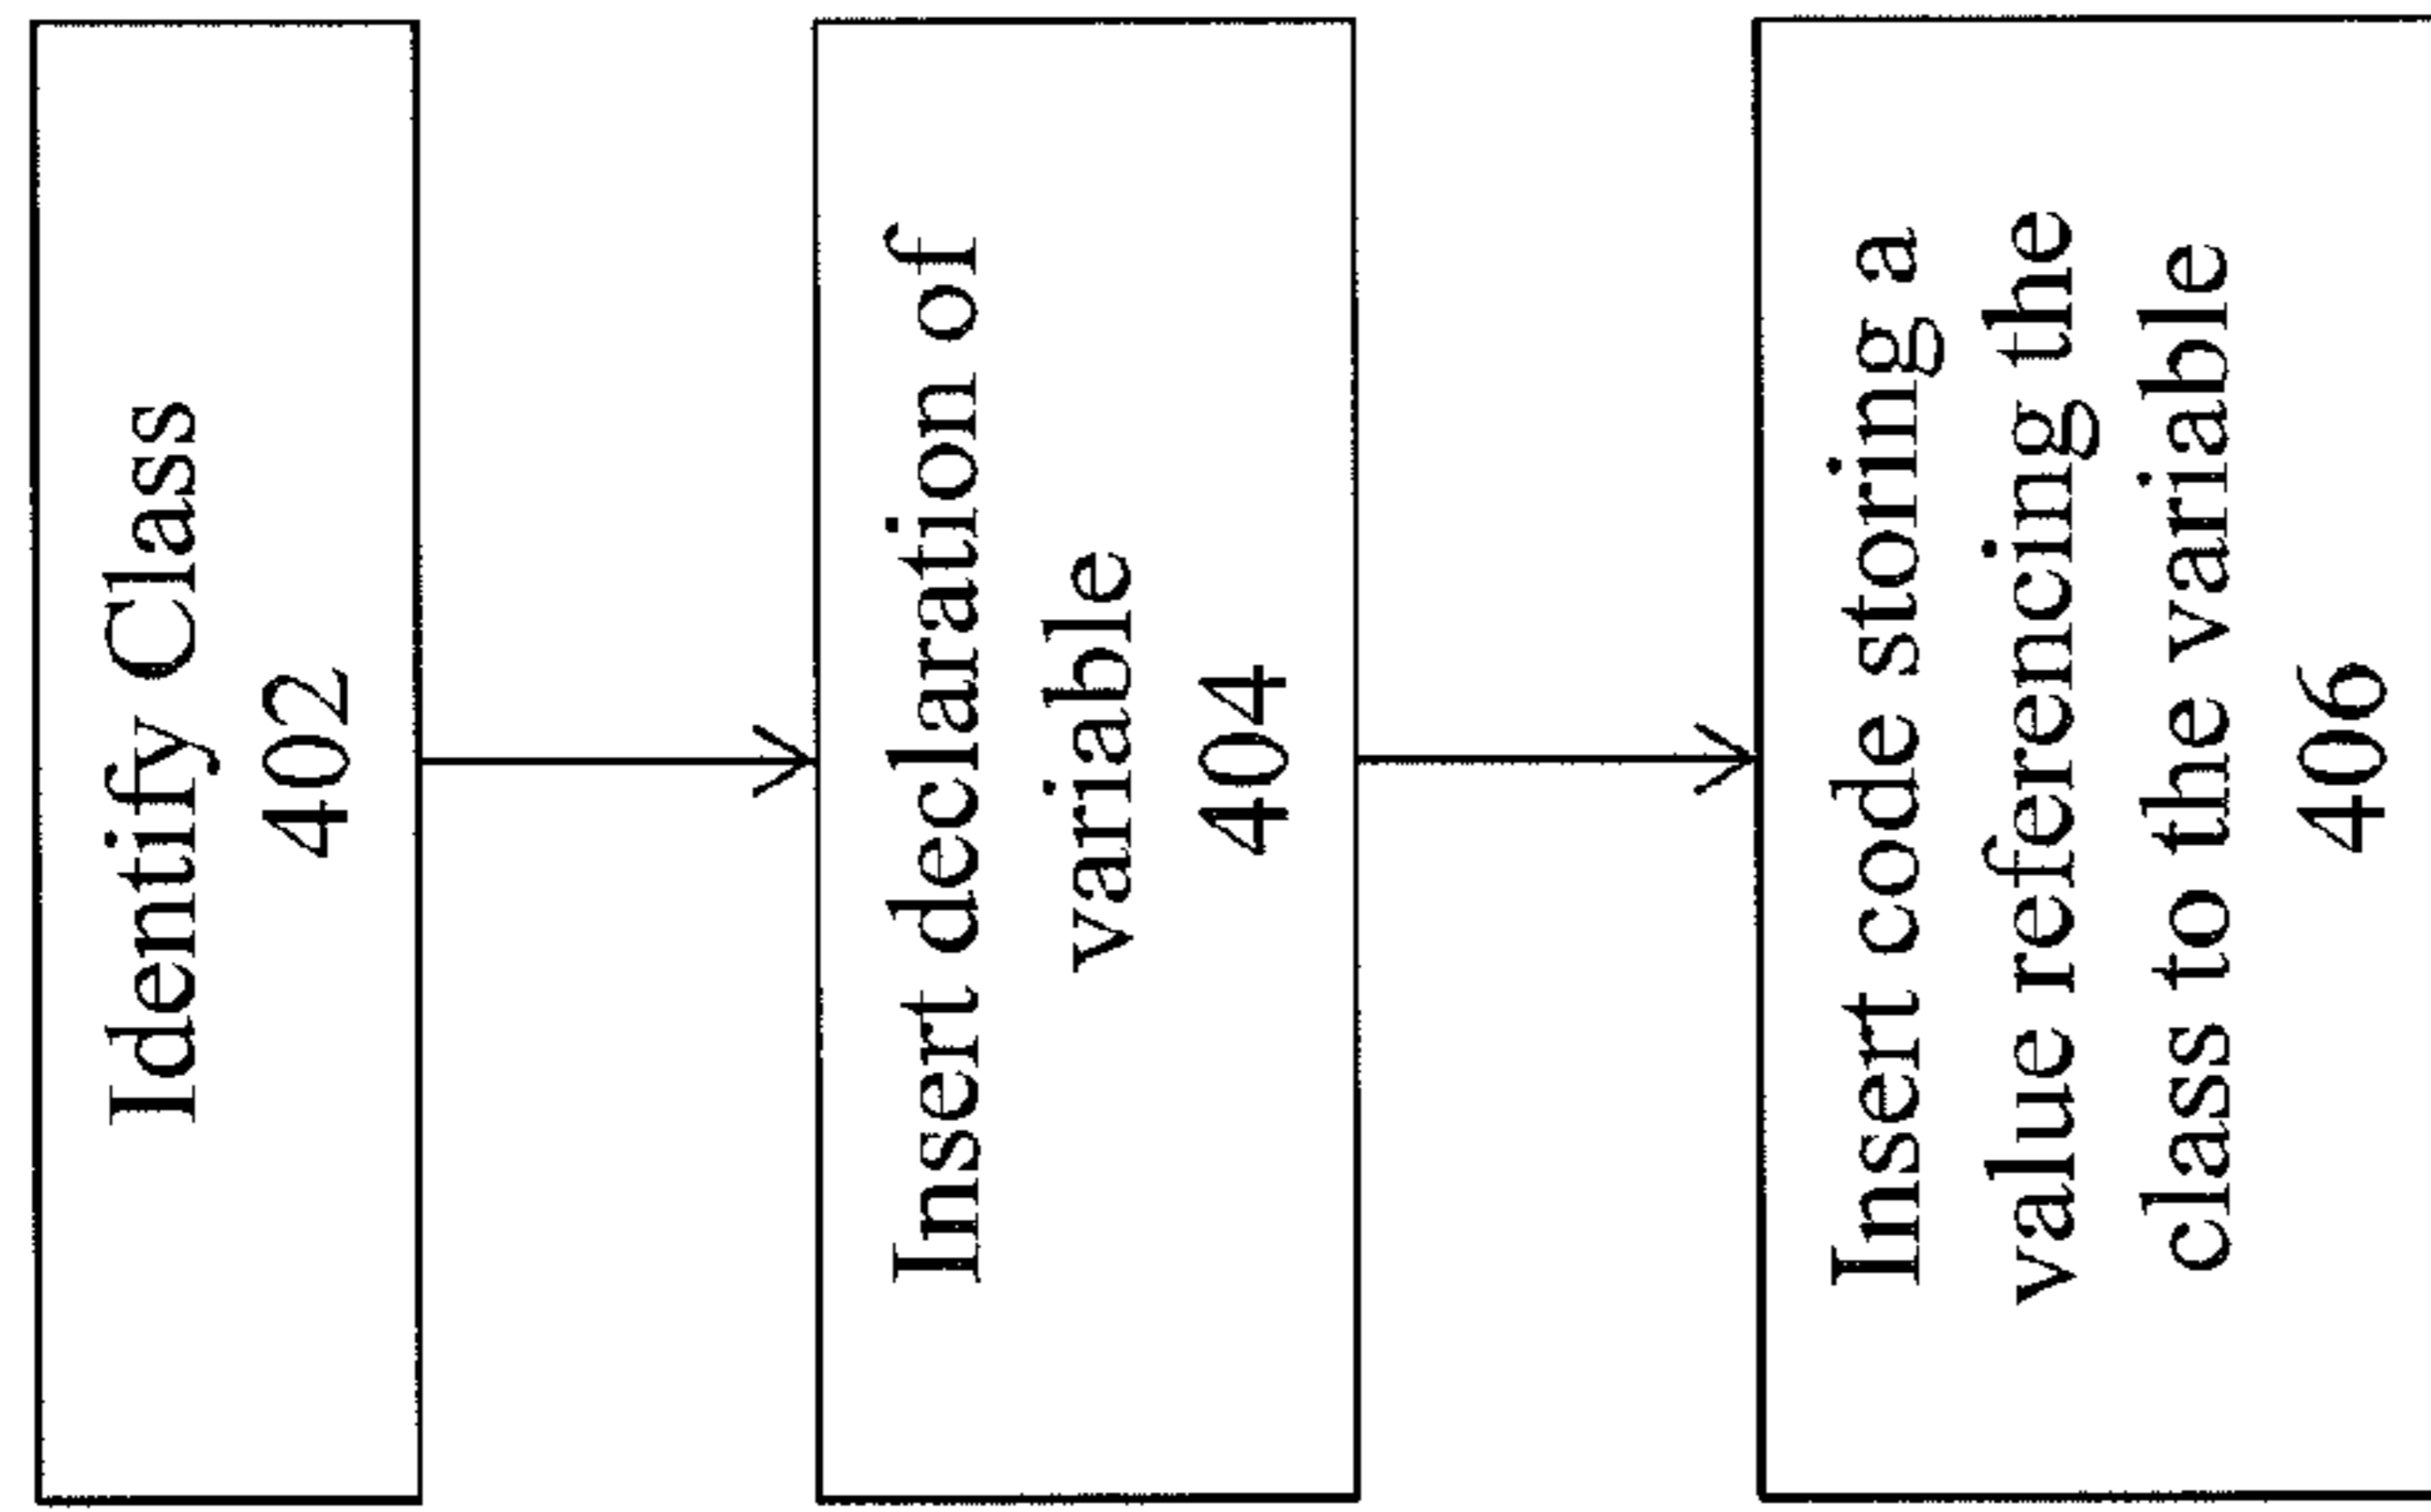 Identify Class
402
Insert declaration of
variable
404
Insert code storing a
value referencing the
class to the variable
406